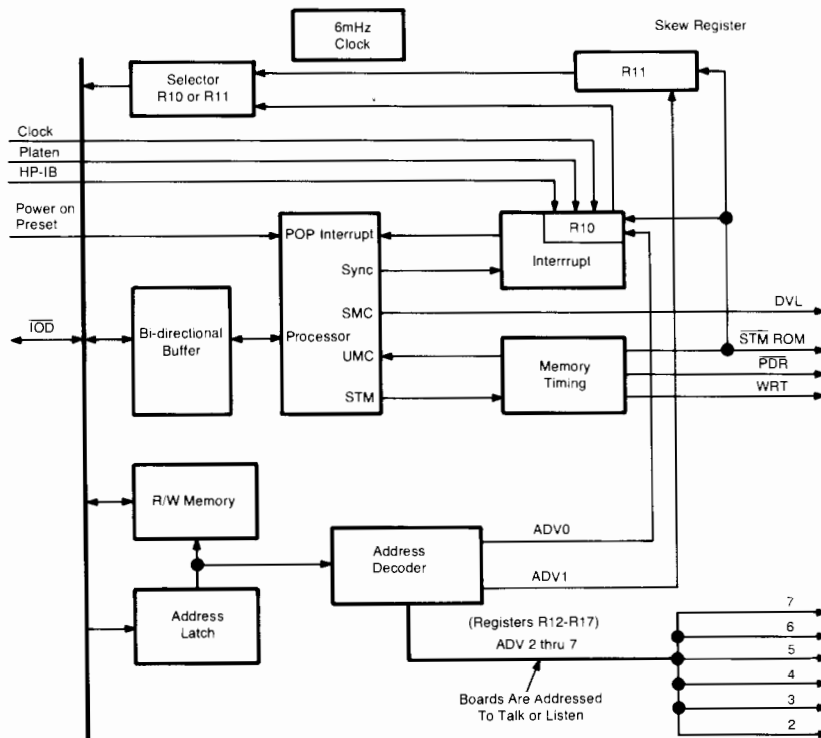 6mHz
Clock
Skew Register
Selector
R10 or R11
R11
Clock
Platen
HP-IB
Power on
Preset
POP Interrupt
R10
Interrrupt
Sync
SMC
DVL
IOD
Bi-directional
Buffer
Processor
UMC
STM
Memory
Timing
STM ROM
PDR
WRT
R/W Memory
Address
Latch
Address
Decoder
ADV0
ADV1
(Registers R12-R17)
ADV 2 thru 7
Boards Are Addressed
To Talk or Listen
7
6
5
4
3
2